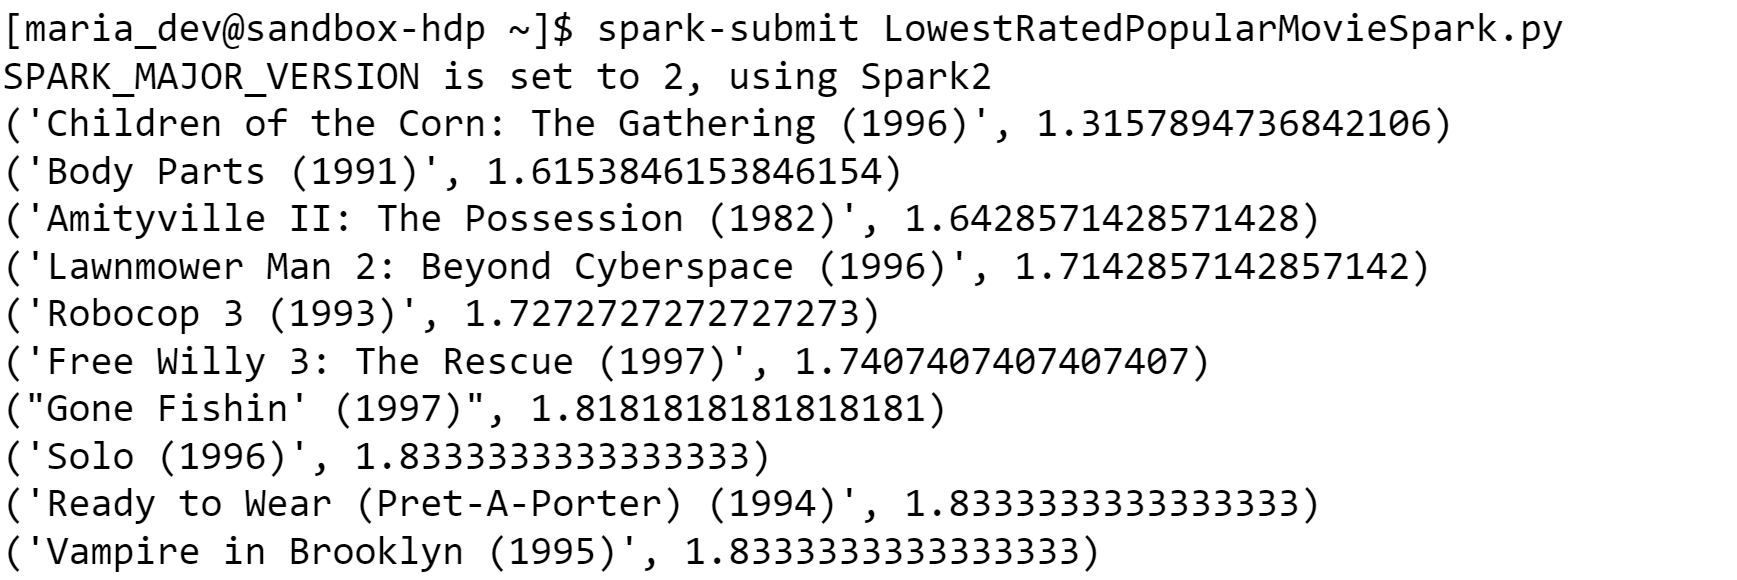 [maria_dev@sandbox-hdp ~]$ spark-submit LowestRatedPopularMovieSpark.py
SPARK_MAJOR_VERSION is set to 2, using Spark2
('Children of the Corn: The Gathering (1996)', 1.3157894736842106)
('Body Parts (1991)', 1.6153846153846154)
('Amityville II: The Possession (1982)', 1.6428571428571428)
('Lawnmower Man 2: Beyond Cyberspace (1996)', 1.7142857142857142)
('Robocop 3 (1993)', 1.7272727272727273)
('Free Willy 3: The Rescue (1997)', 1.7407407407407407)
("Gone Fishin' (1997)", 1.8181818181818181)
('Solo (1996)', 1.8333333333333333)
('Ready to Wear (Pret-A-Porter) (1994)', 1.8333333333333333)
('Vampire in Brooklyn (1995)', 1.8333333333333333)